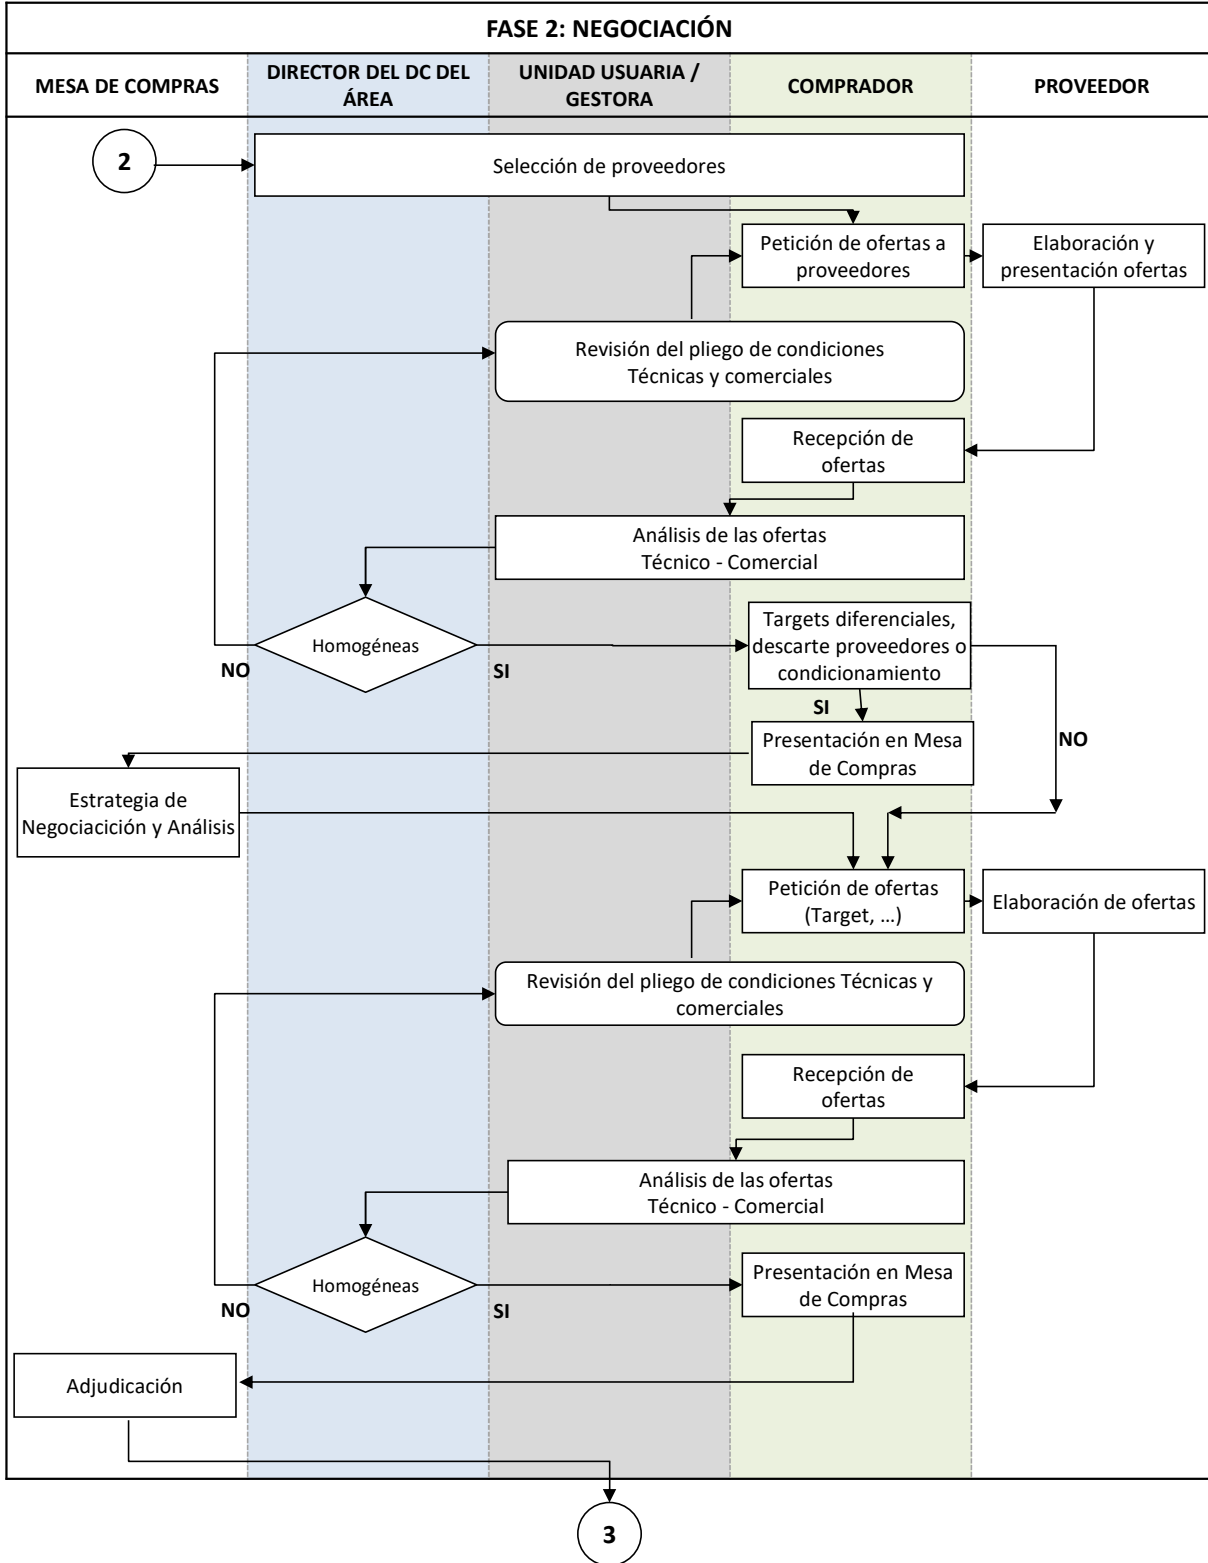 FASE 2: NEGOCIACIÓN
MESA DE COMPRAS
DIRECTOR DEL DC DEL
ÁREA
UNIDAD USUARIA /
GESTORA
COMPRADOR
PROVEEDOR
2
Selección de proveedores
Petición de ofertas a
proveedores
Elaboración y
presentación ofertas
Revisión del pliego de condiciones
Técnicas y comerciales
Recepción de
ofertas
Análisis de las ofertas
Técnico - Comercial
Homogéneas
NO
SI
Targets diferenciales,
descarte proveedores o
condicionamiento
SI
NO
Presentación en Mesa
de Compras
Estrategia de
Negociacición y Análisis
Petición de ofertas
(Target, …)
Elaboración de ofertas
Revisión del pliego de condiciones Técnicas y
comerciales
Recepción de
ofertas
Análisis de las ofertas
Técnico - Comercial
Homogéneas
NO
SI
Presentación en Mesa
de Compras
Adjudicación
3